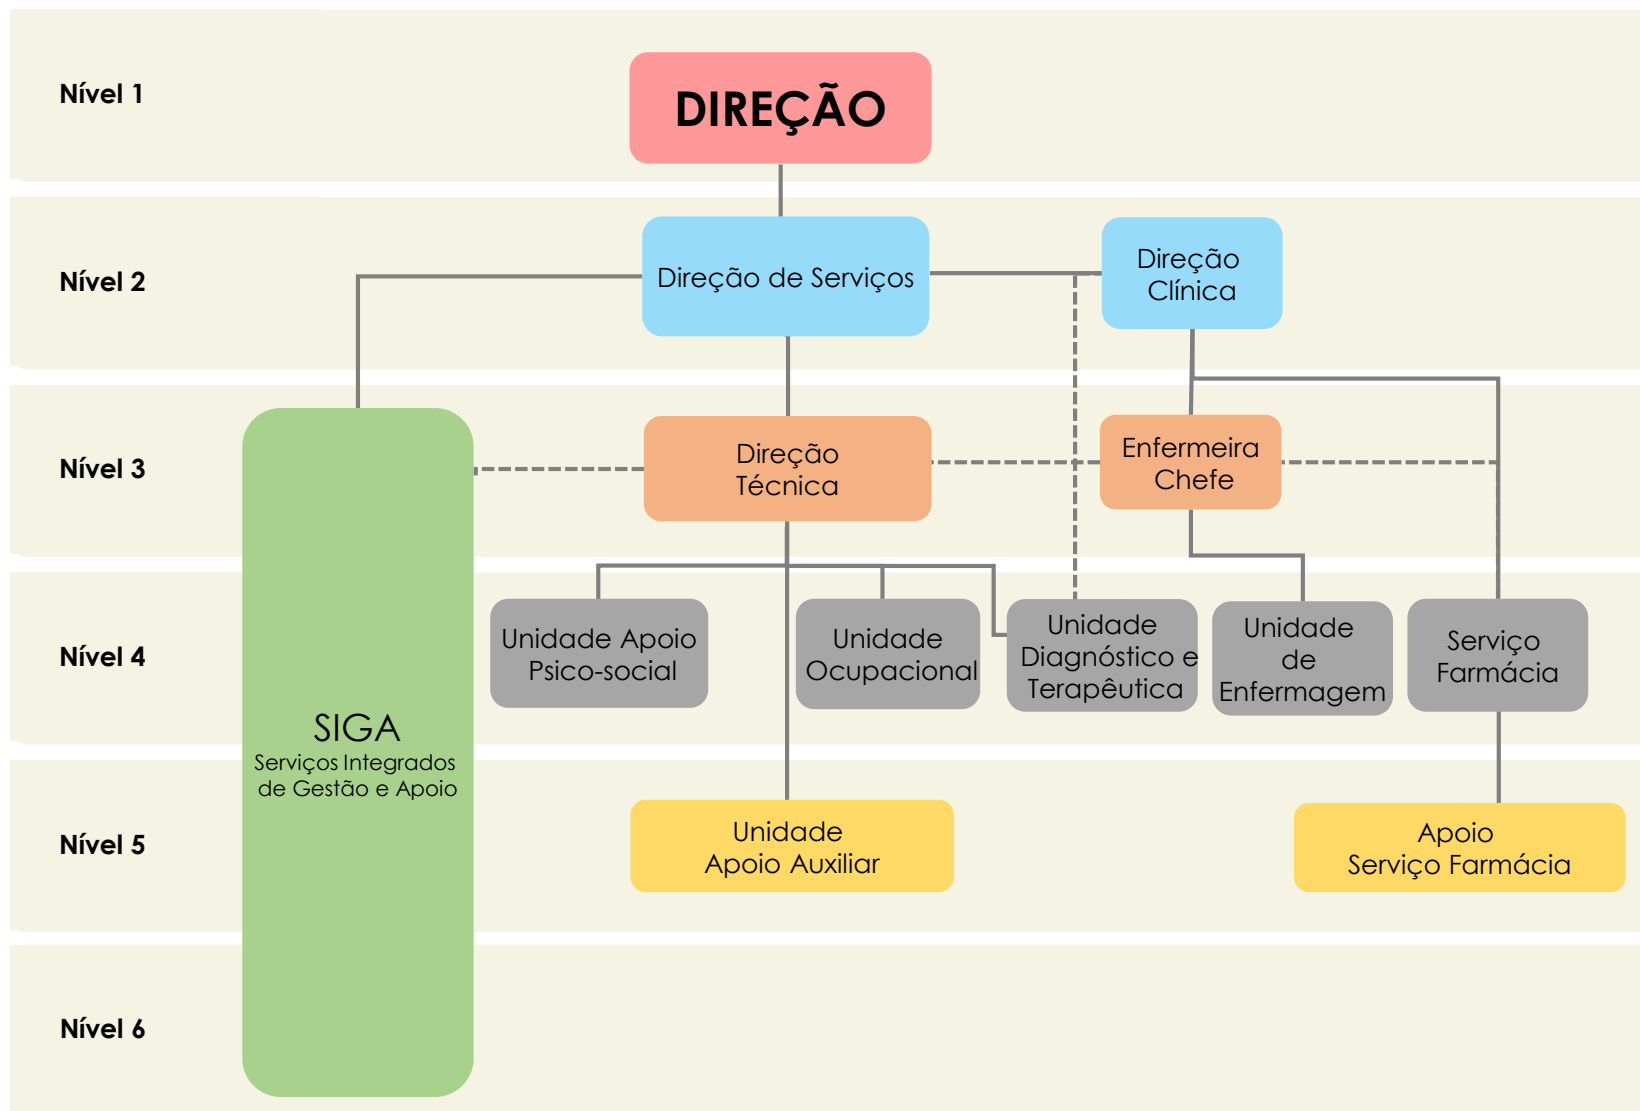 Nível 1
DIREÇÃO
Nível 2
Direção de Serviços
Direção
Clínica
Nível 3
Direção
Técnica
Enfermeira
Chefe
Nível 4
Unidade Apoio
Psico-social
Unidade
Ocupacional
Unidade
Diagnóstico e
Terapêutica
Unidade
de
Enfermagem
Serviço
Farmácia
SIGA
Serviços Integrados
de Gestão e Apoio
Nível 5
Unidade
Apoio Auxiliar
Apoio
Serviço Farmácia
Nível 6